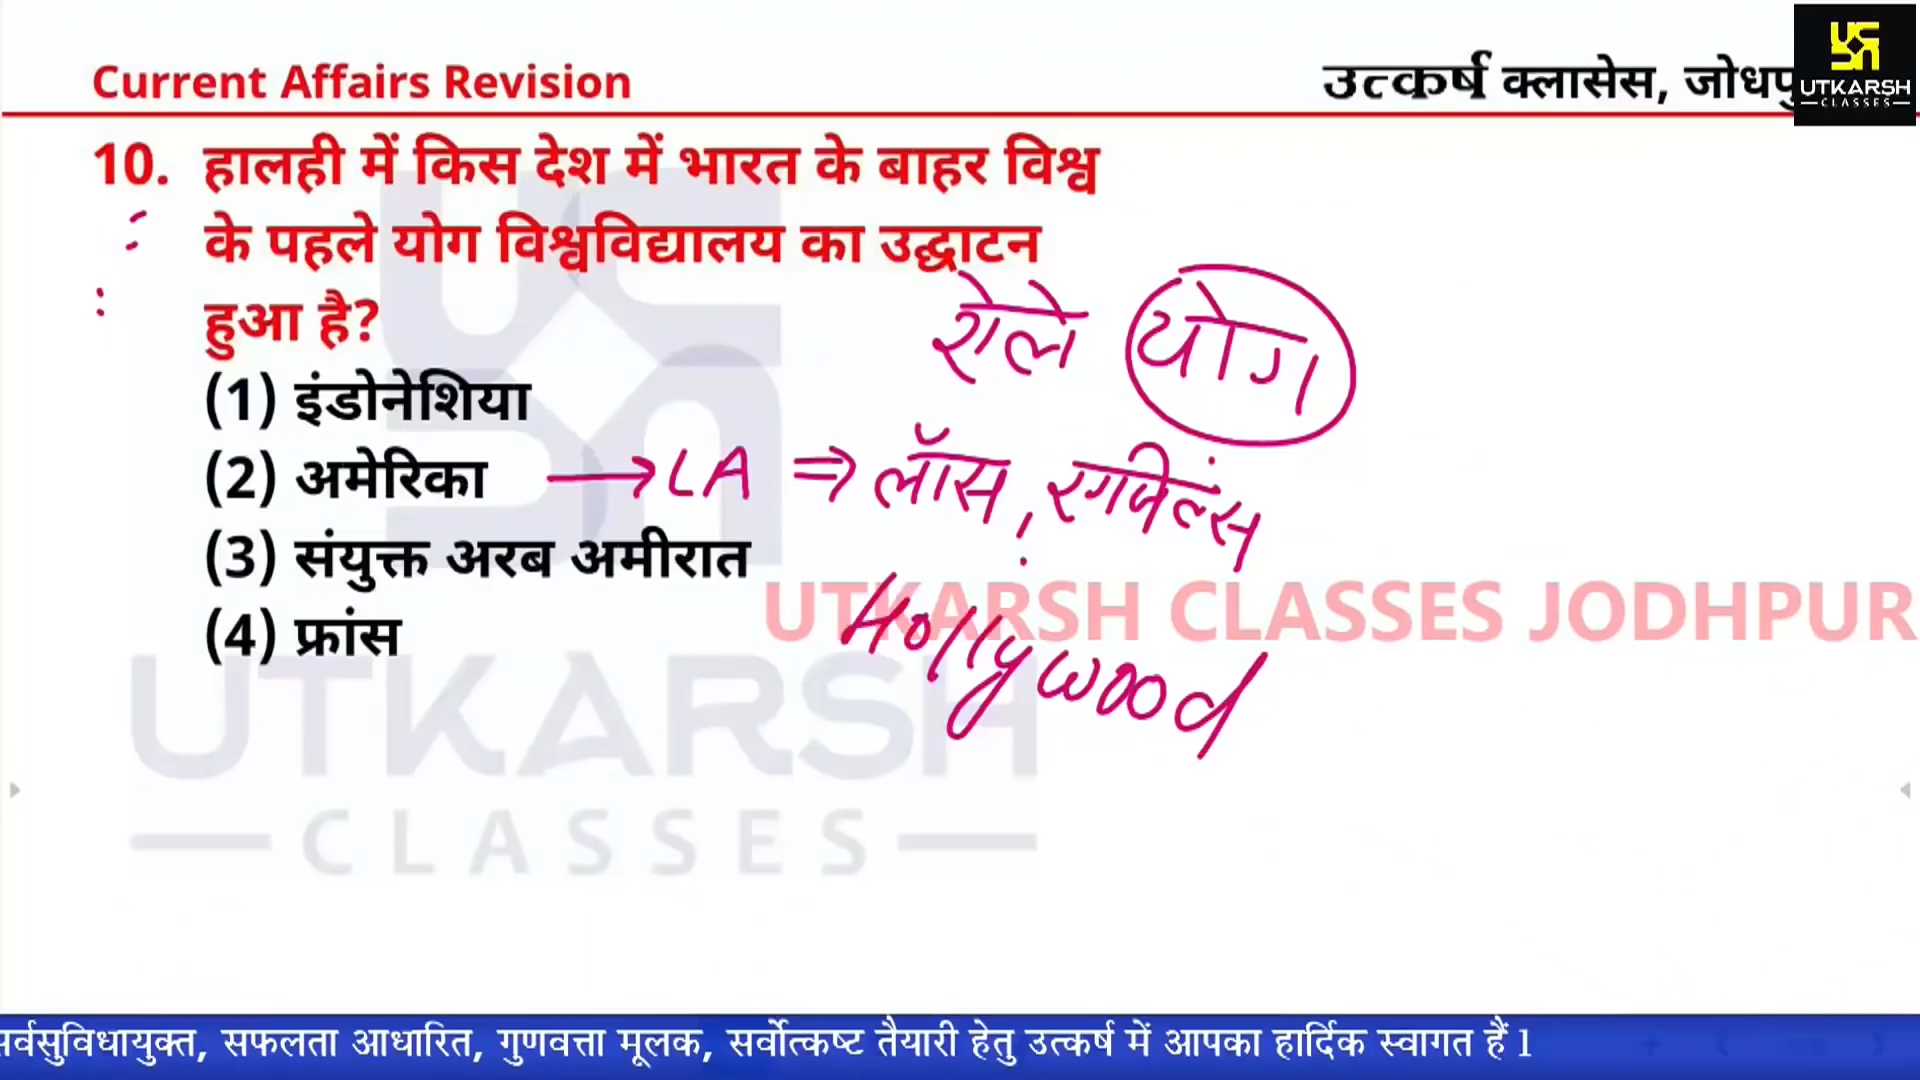 Current Affairs Revision
उत्कर्ष क्लासेस, जोधपु
UTKARSH
CLASSES
10. हालही में किस देश में भारत के बाहर विश्व
के पहले योग विश्वविद्यालय का उद्घाटन
हुआ है?
योग
(1) इंडोनेशिया
(2) अमेरिका → LA ⇒ लॉस
(3) संयुक्त अरब अमीरात
UTKARSH CLASSES JODHPUR
Hollywood
(4) फ्रांस
UTKARSH
CLASSES
सर्वसुविधायुक्त, सफलता आधारित, गुणवत्ता मूलक, सर्वोत्कष्ट तैयारी हेतु उत्कर्ष में आपका हार्दिक स्वागत हैं 1